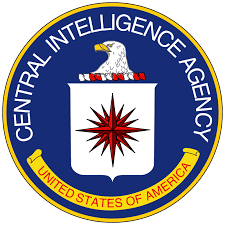 CENTRAL INTELLIGENCE AGENCY
UNITED STATES OF AMERICA